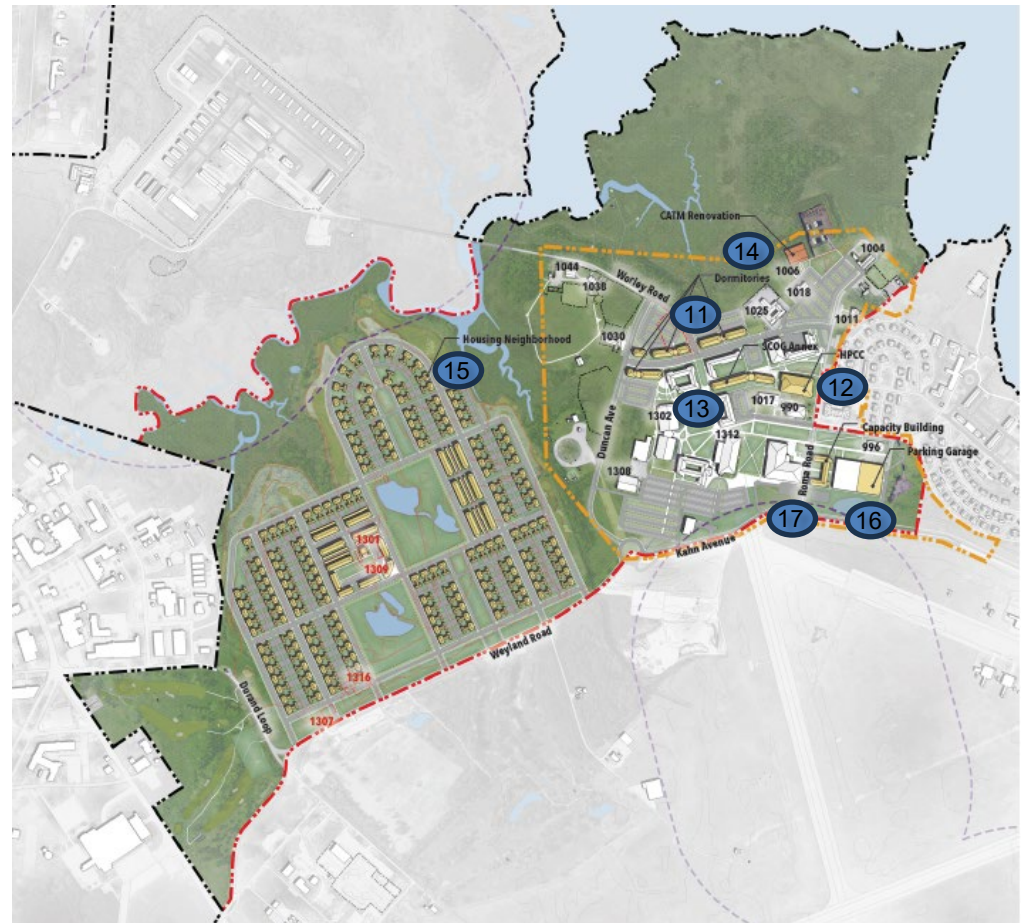 CATM Renovation
14
1004
1006
Dormitories
1044
1038
Worley Road
1018
1025
11
1011
1030
SCOG Annex
HPCC
Housing Neighborhood
15
12
1017
990
13
1302
Duncan Ave
Capacity Building
1312
996
Parking Garage
1308
Roma Road
17
16
Kahn Avenue
1301
1309
Weyland Road
1316
Durand Loop
1307